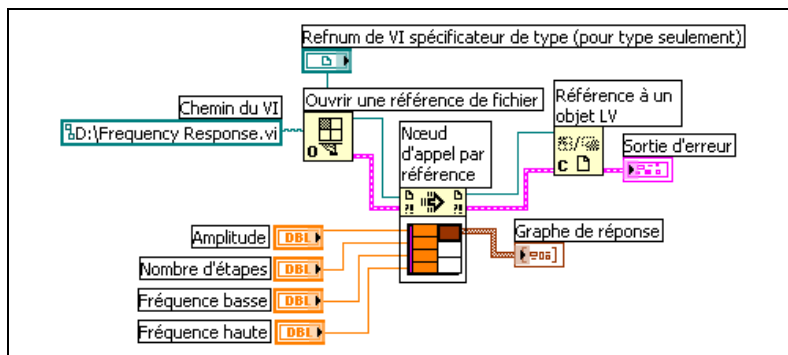 Refnum de VI spécificateur de type (pour type seulement)
Chemin du VI
D:\Frequency Response.vi
Ouvrir une référence de fichier
O
Nœud
d'appel par
référence
?!
?!
Référence à un
objet LV
C
Sortie d'erreur
Amplitude
DBL
Nombre d'étapes
DBL
Fréquence basse
DBL
Fréquence haute
DBL
Graphe de réponse